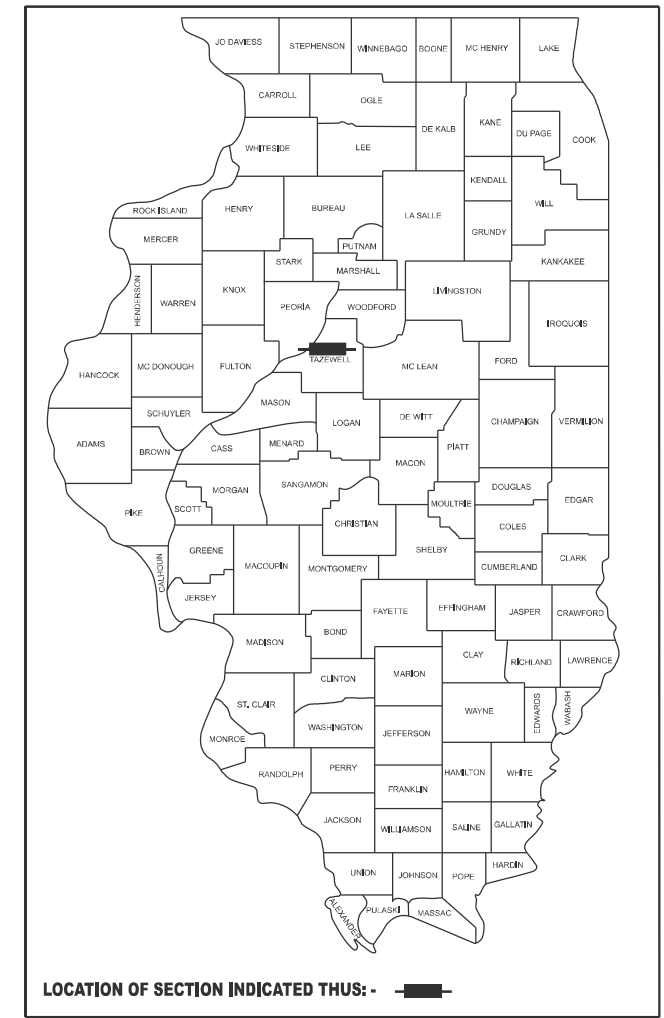 JO DAVIESS STEPHENSON WINNEBAGO BOONE MC HENRY LAKE
CARROLL OGLE
DE KALB KANE DU PAGE COOK
WHITESIDE LEE
KENDALL
ROCK ISLAND HENRY BUREAU LA SALLE WILL
MERCER PUTNAM GRUNDY
STARK MARSHALL KANKAKEE
HENDERSON WARREN KNOX PEORIA WOODFORD LIVINGSTON
IROQUOIS
HANCOCK MC DONOUGH FULTON TAZEWELL MC LEAN FORD
MASON
SCHUYLER LOGAN DE WITT CHAMPAIGN VERMILION
ADAMS BROWN CASS MENARD PIATT
MACON
MORGAN SANGAMON DOUGLAS
PIKE SCOTT MOULTRIE EDGAR
CHRISTIAN COLES
GREENE SHELBY
CALHOUN MACOUPIN MONTGOMERY CUMBERLAND CLARK
JERSEY
FAYETTE EFFINGHAM JASPER CRAWFORD
MADISON BOND
CLAY RICHLAND LAWRENCE
CLINTON MARION
ST. CLAIR WAYNE EDWARDS WABASH
WASHINGTON JEFFERSON
MONROE
RANDOLPH PERRY HAMILTON WHITE
FRANKLIN
JACKSON WILLIAMSON SALINE GALLATIN
HARDIN
UNION JOHNSON POPE
ALEXANDER PULASKI MASSAC
LOCATION OF SECTION INDICATED THUS: -